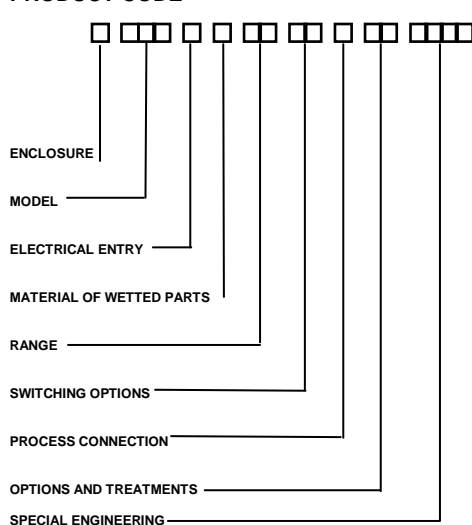 PRODUCT CODE
ENCLOSURE
MODEL
ELECTRICAL ENTRY
MATERIAL OF WETTED PARTS
RANGE
SWITCHING OPTIONS
PROCESS CONNECTION
OPTIONS AND TREATMENTS
SPECIAL ENGINEERING